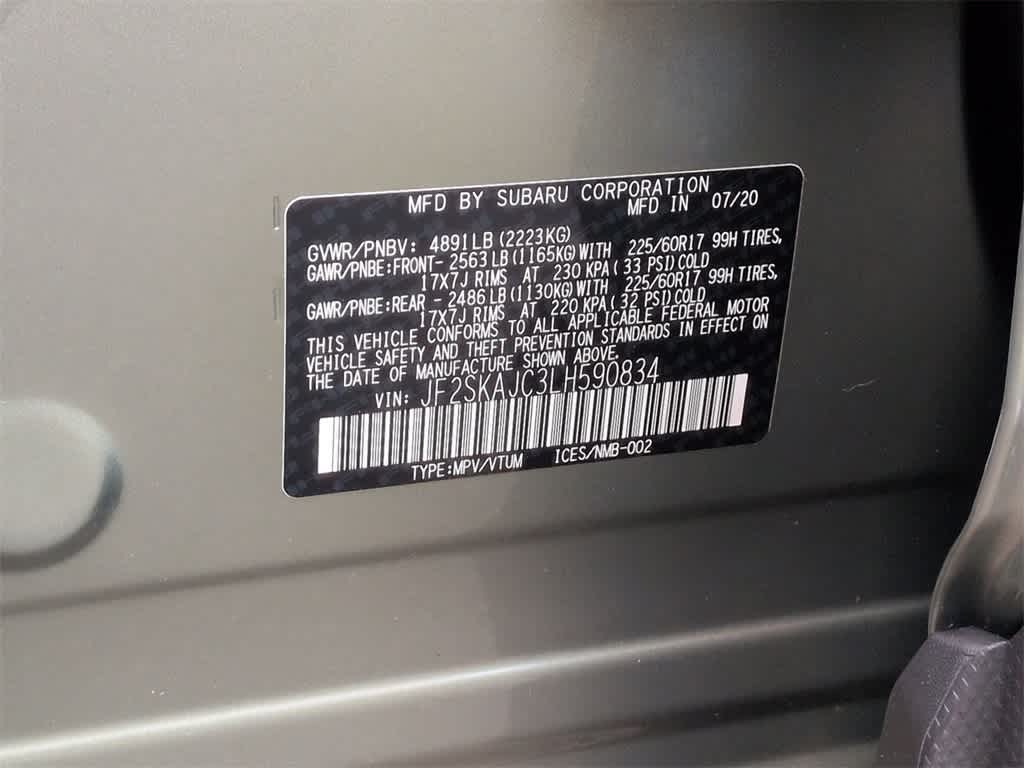 MFD BY SUBARU CORPORATION
MFD IN 07/20
GVWR/PNBV: 4891LB(2223KG)
GAWR/PNBE:FRONT- 2563LB(1165KG)WITH 225/60R17 99H TIRES,
17X7J RIMS AT 230 KPA( 33 PSI)COLD
GAWR/PNBE:REAR - 2486LB(1130KG)WITH 225/60R17 99H TIRES,
17X7J RIMS AT 220 KPA( 32 PSI)COLD
THIS VEHICLE CONFORMS TO ALL APPLICABLE FEDERAL MOTOR
VEHICLE SAFETY AND THEFT PREVENTION STANDARDS IN EFFECT ON
THE DATE OF MANUFACTURE SHOWN ABOVE.
VIN: JF2SKAJC3LH590834
TYPE:MPV/VTUM ICES/NMB-002